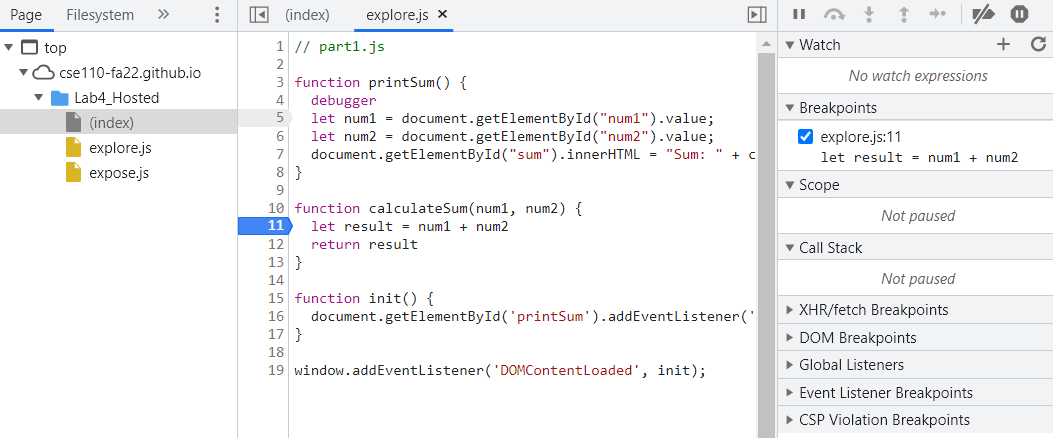 Page Filesystem »
top
cse110-fa22.github.io
Lab4_Hosted
(index)
explore.js
expose.js
(index) explore.js ×
1 // part1.js
2
3 function printSum() {
4 debugger
5 let num1 = document.getElementById("num1").value;
6 let num2 = document.getElementById("num2").value;
7 document.getElementById("sum").innerHTML = "Sum: " + c
8 }
9
10 function calculateSum(num1, num2) {
11 let result = num1 + num2
12 return result
13 }
14
15 function init() {
16 document.getElementById('printSum').addEventListener('
17 }
18
19 window.addEventListener('DOMContentLoaded', init);
Watch
No watch expressions
Breakpoints
explore.js:11
let result = num1 + num2
Scope
Not paused
Call Stack
Not paused
XHR/fetch Breakpoints
DOM Breakpoints
Global Listeners
Event Listener Breakpoints
CSP Violation Breakpoints